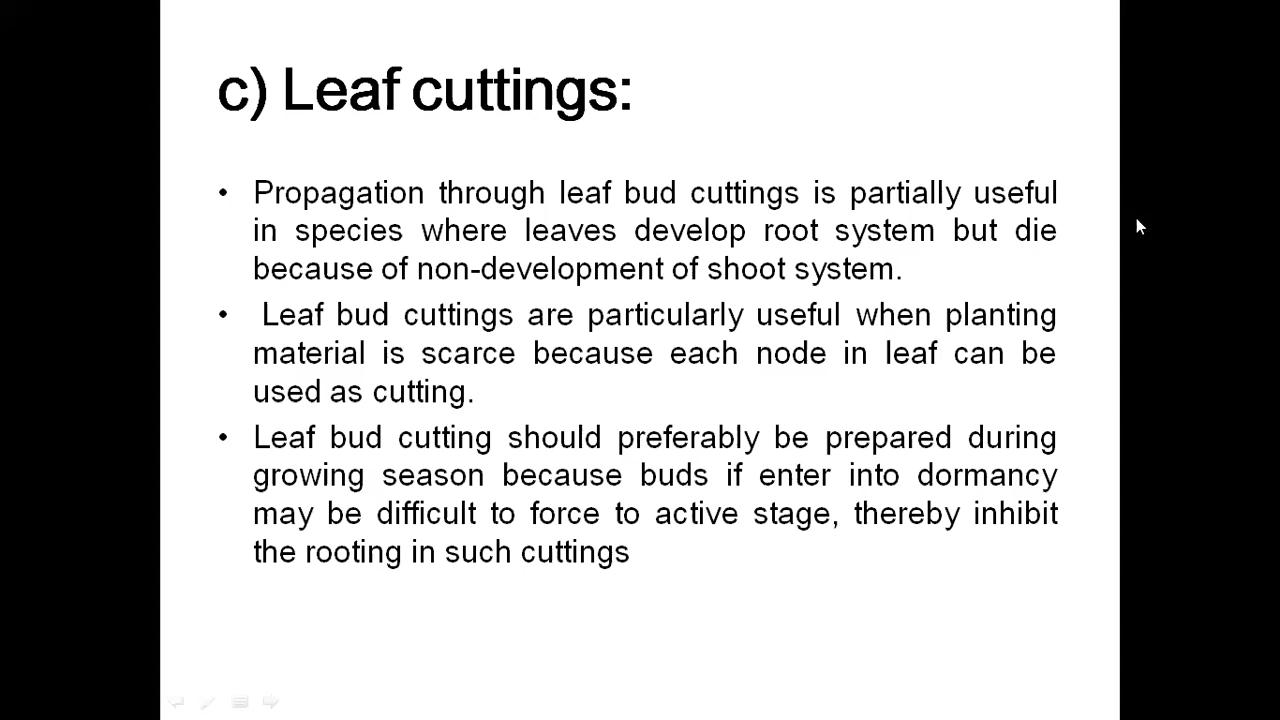 c) Leaf cuttings:
• Propagation through leaf bud cuttings is partially useful
in species where leaves develop root system but die
because of non-development of shoot system.
• Leaf bud cuttings are particularly useful when planting
material is scarce because each node in leaf can be
used as cutting.
• Leaf bud cutting should preferably be prepared during
growing season because buds if enter into dormancy
may be difficult to force to active stage, thereby inhibit
the rooting in such cuttings